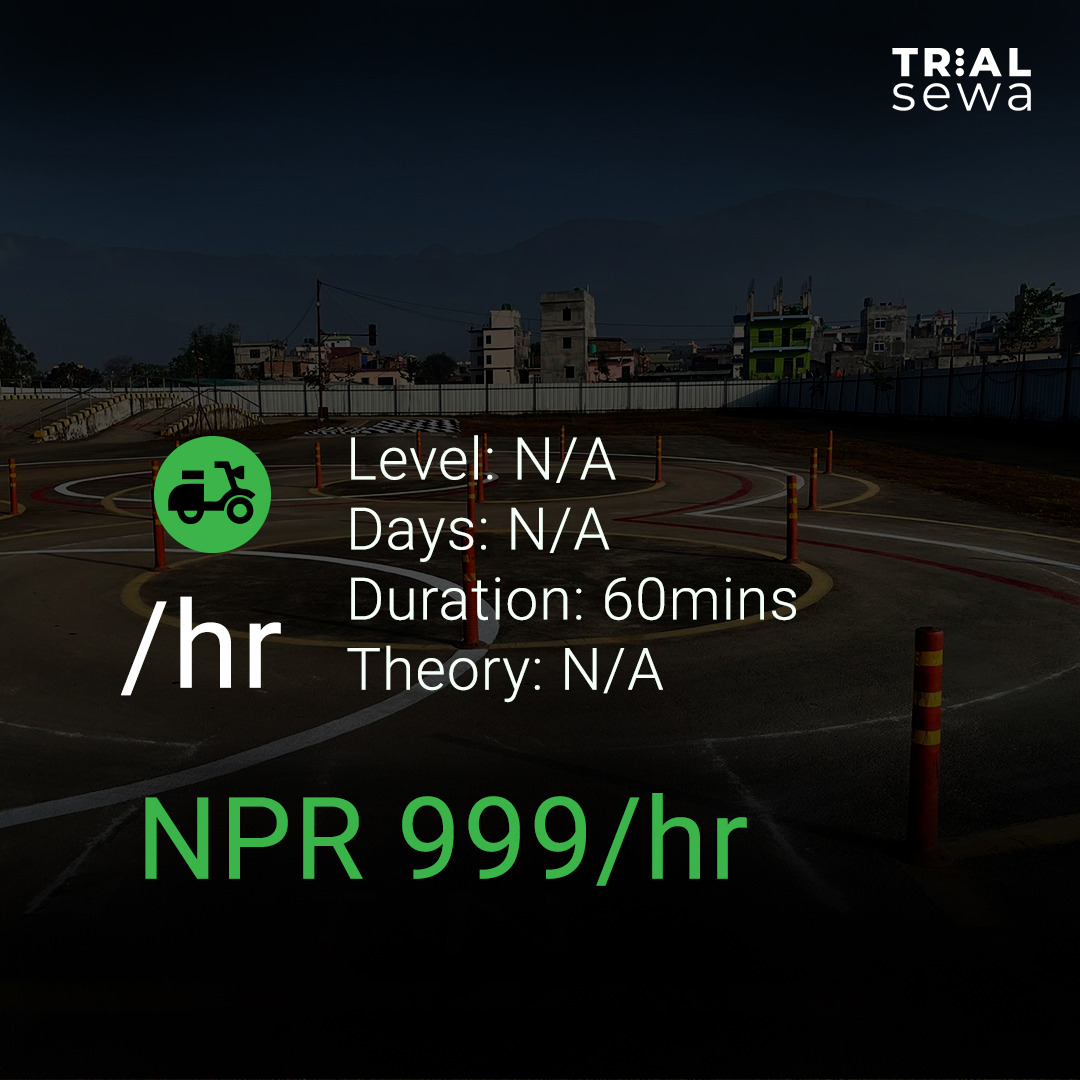 TRIAL
sewa
Level: N/A
Days: N/A
Duration: 60mins
/hr
Theory: N/A
NPR 999/hr